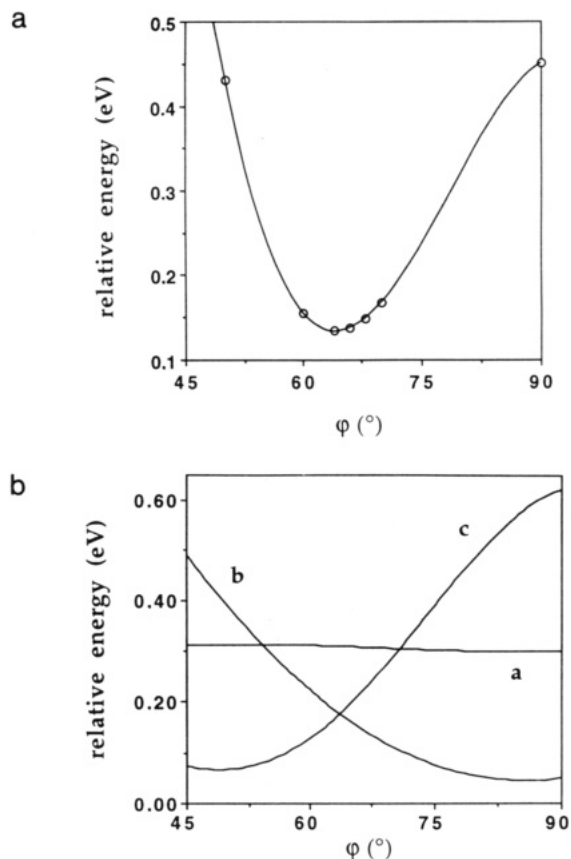 a
0.5
0.4
0.3
0.2
0.1
relative energy (eV)
45 60 75 90
φ (°)
b
0.60
0.40
0.20
0.00
relative energy (eV)
b
c
a
45 60 75 90
φ (°)